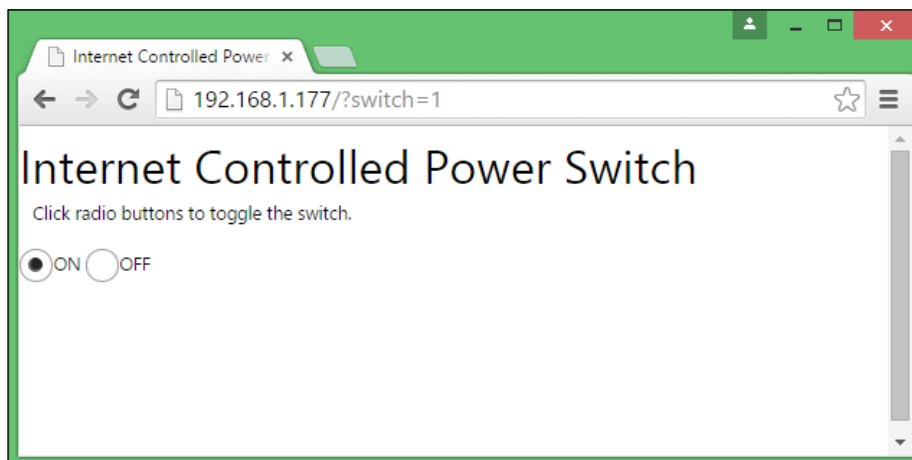 Internet Controlled Power
192.168.1.177/?switch=1
Internet Controlled Power Switch
Click radio buttons to toggle the switch.
ON OFF